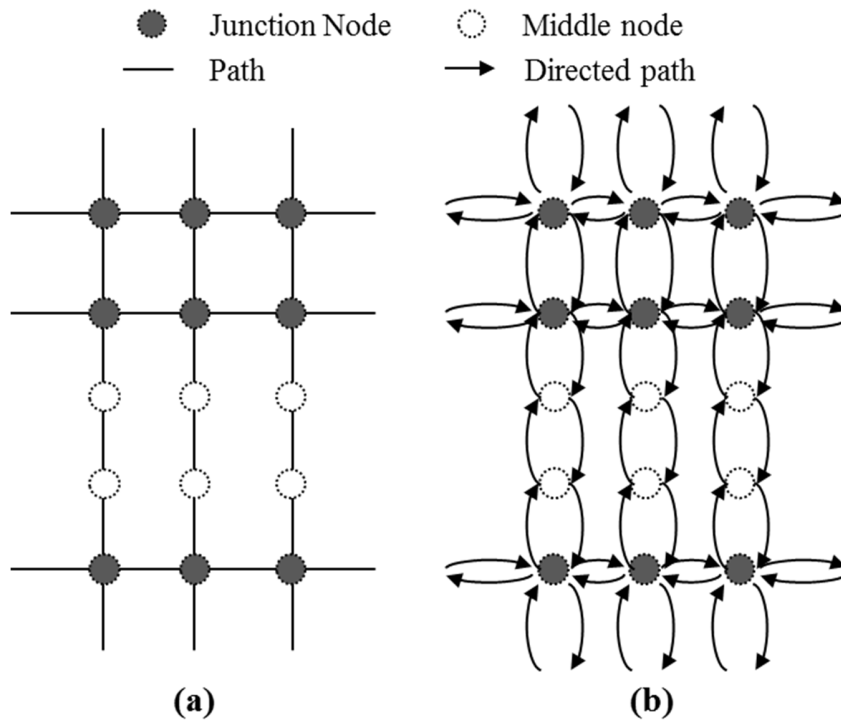 Junction Node
Middle node
Path
Directed path
(a)
(b)